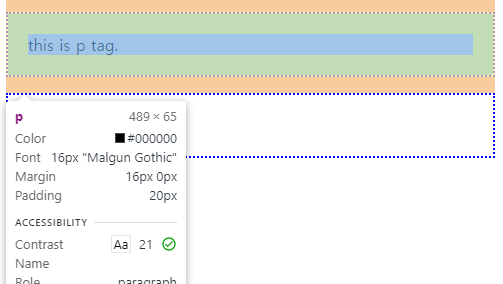 this is p tag.
p 489 × 65
Color #000000
Font 16px "Malgun Gothic"
Margin 16px 0px
Padding 20px
ACCESSIBILITY
Contrast Aa 21
Name
Role paragraph